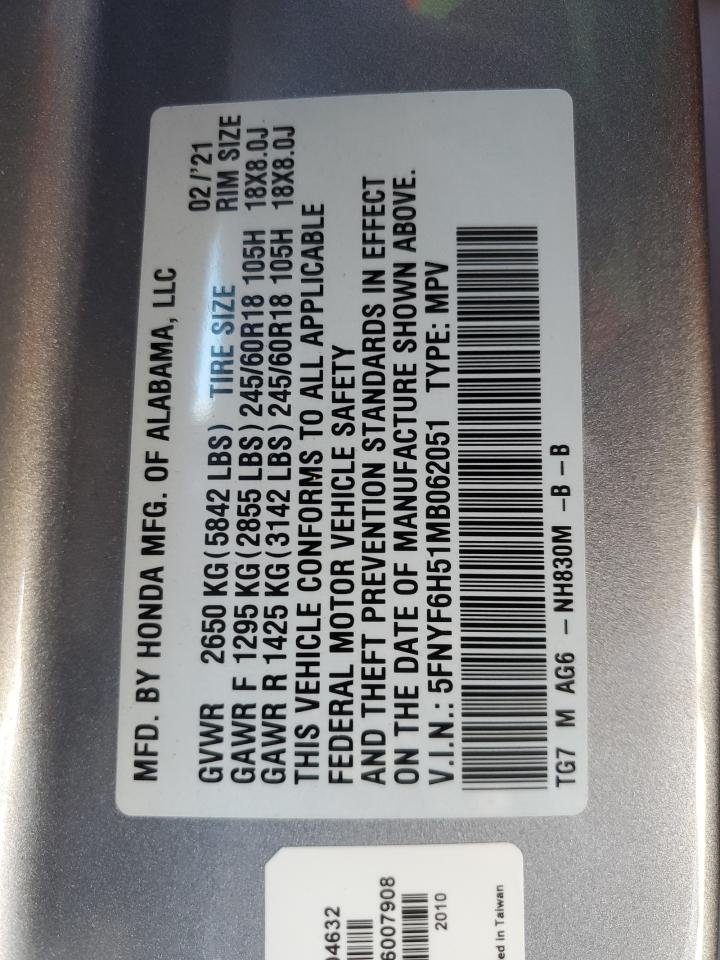 MFD. BY HONDA MFG. OF ALABAMA, LLC
02/'21
GVWR 2650 KG(5842 LBS) TIRE SIZE RIM SIZE
GAWR F 1295 KG(2855 LBS) 245/60R18 105H 18X8.0J
GAWR R 1425 KG(3142 LBS) 245/60R18 105H 18X8.0J
THIS VEHICLE CONFORMS TO ALL APPLICABLE
FEDERAL MOTOR VEHICLE SAFETY
AND THEFT PREVENTION STANDARDS IN EFFECT
ON THE DATE OF MANUFACTURE SHOWN ABOVE.
V.I.N.: 5FNYF6H51MB062051 TYPE: MPV
TG7 M AG6 – NH830M –B –B
04632
6007908
2010
ed in Taiwan